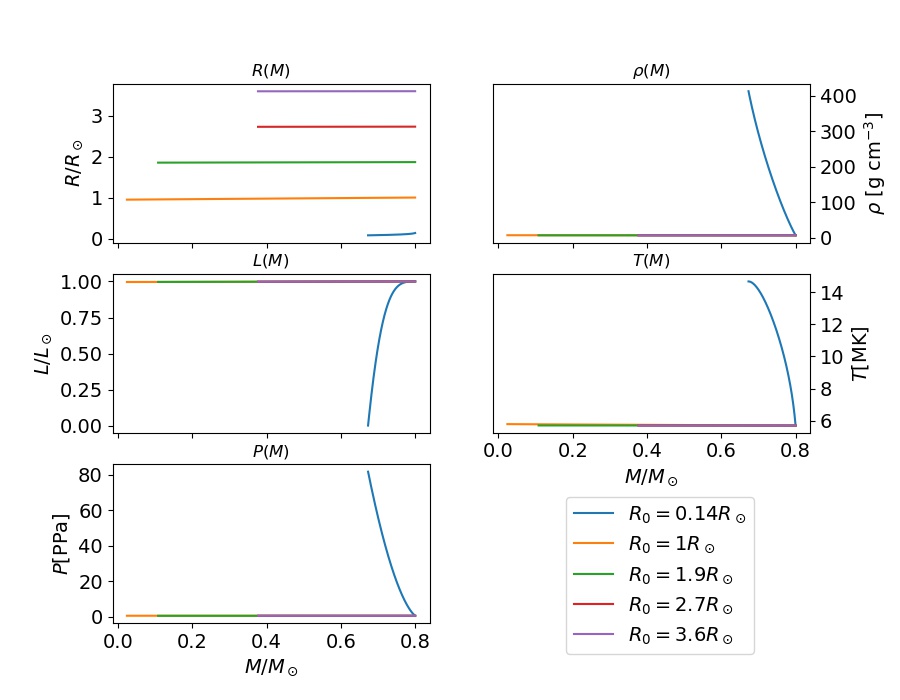 R(M)
ρ(M)
R/R⊙
3
2
1
0
400
300
200
100
0
ρ [g cm⁻³]
L(M)
T(M)
L/L⊙
1.00
0.75
0.50
0.25
0.00
14
12
10
8
6
T[MK]
0.0 0.2 0.4 0.6 0.8
M/M⊙
P(M)
P[PPa]
80
60
40
20
0
0.0 0.2 0.4 0.6 0.8
M/M⊙
R₀ = 0.14R⊙
R₀ = 1R⊙
R₀ = 1.9R⊙
R₀ = 2.7R⊙
R₀ = 3.6R⊙